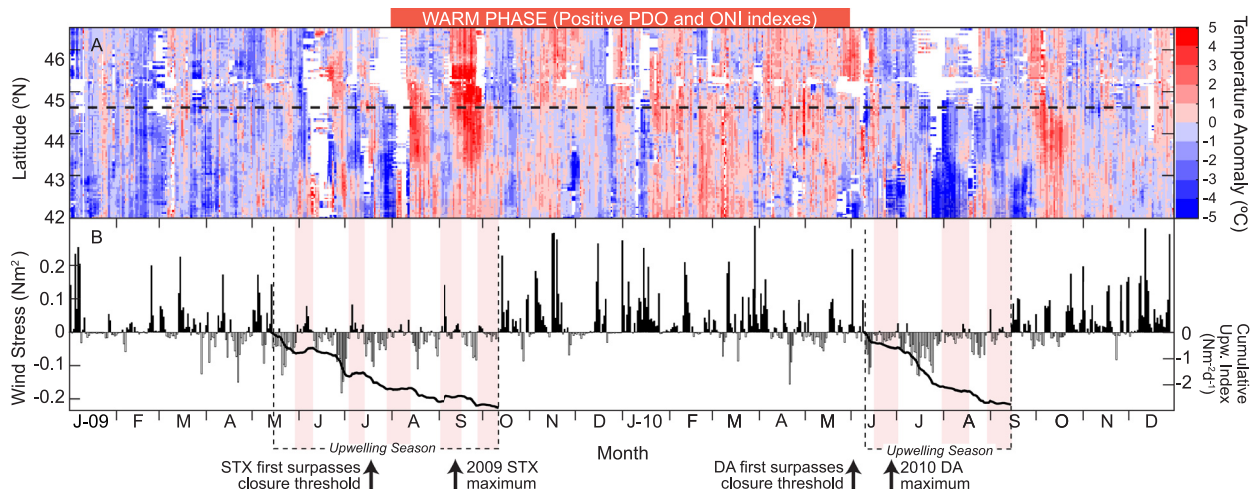 WARM PHASE (Positive PDO and ONI indexes)
A
Latitude (ºN)
46
45
44
43
42
5
4
3
2
1
0
-1
-2
-3
-4
-5
Temperature Anomaly (ºC)
B
Wind Stress (Nm²)
0.2
0.1
0
-0.1
-0.2
0
-1
-2
Cumulative
Upw. Index
(Nm⁻²d⁻¹)
J-09 F M A M J J A S O N D J-10 F M A M J J A S O N D
Upwelling Season
Month
Upwelling Season
STX first surpasses
closure threshold
2009 STX
maximum
DA first surpasses
closure threshold
2010 DA
maximum